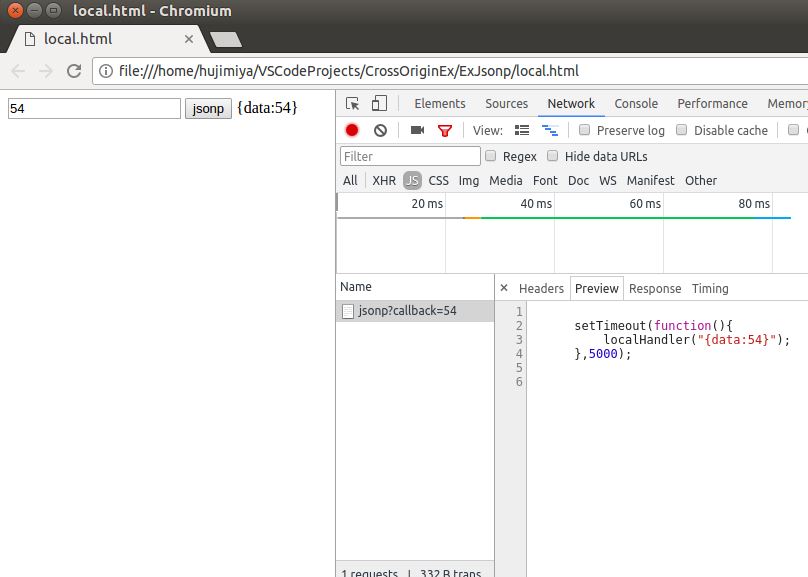 local.html - Chromium
local.html
file:///home/hujimiya/VSCodeProjects/CrossOriginEx/ExJsonp/local.html
54 jsonp {data:54}
Elements Sources Network Console Performance Memory
View: Preserve log Disable cache
Filter Regex Hide data URLs
All XHR JS CSS Img Media Font Doc WS Manifest Other
20 ms 40 ms 60 ms 80 ms
Name
× Headers Preview Response Timing
jsonp?callback=54
1
2 setTimeout(function(){
3 localHandler("{data:54}");
4 },5000);
5
6
1 requests | 332 B trans